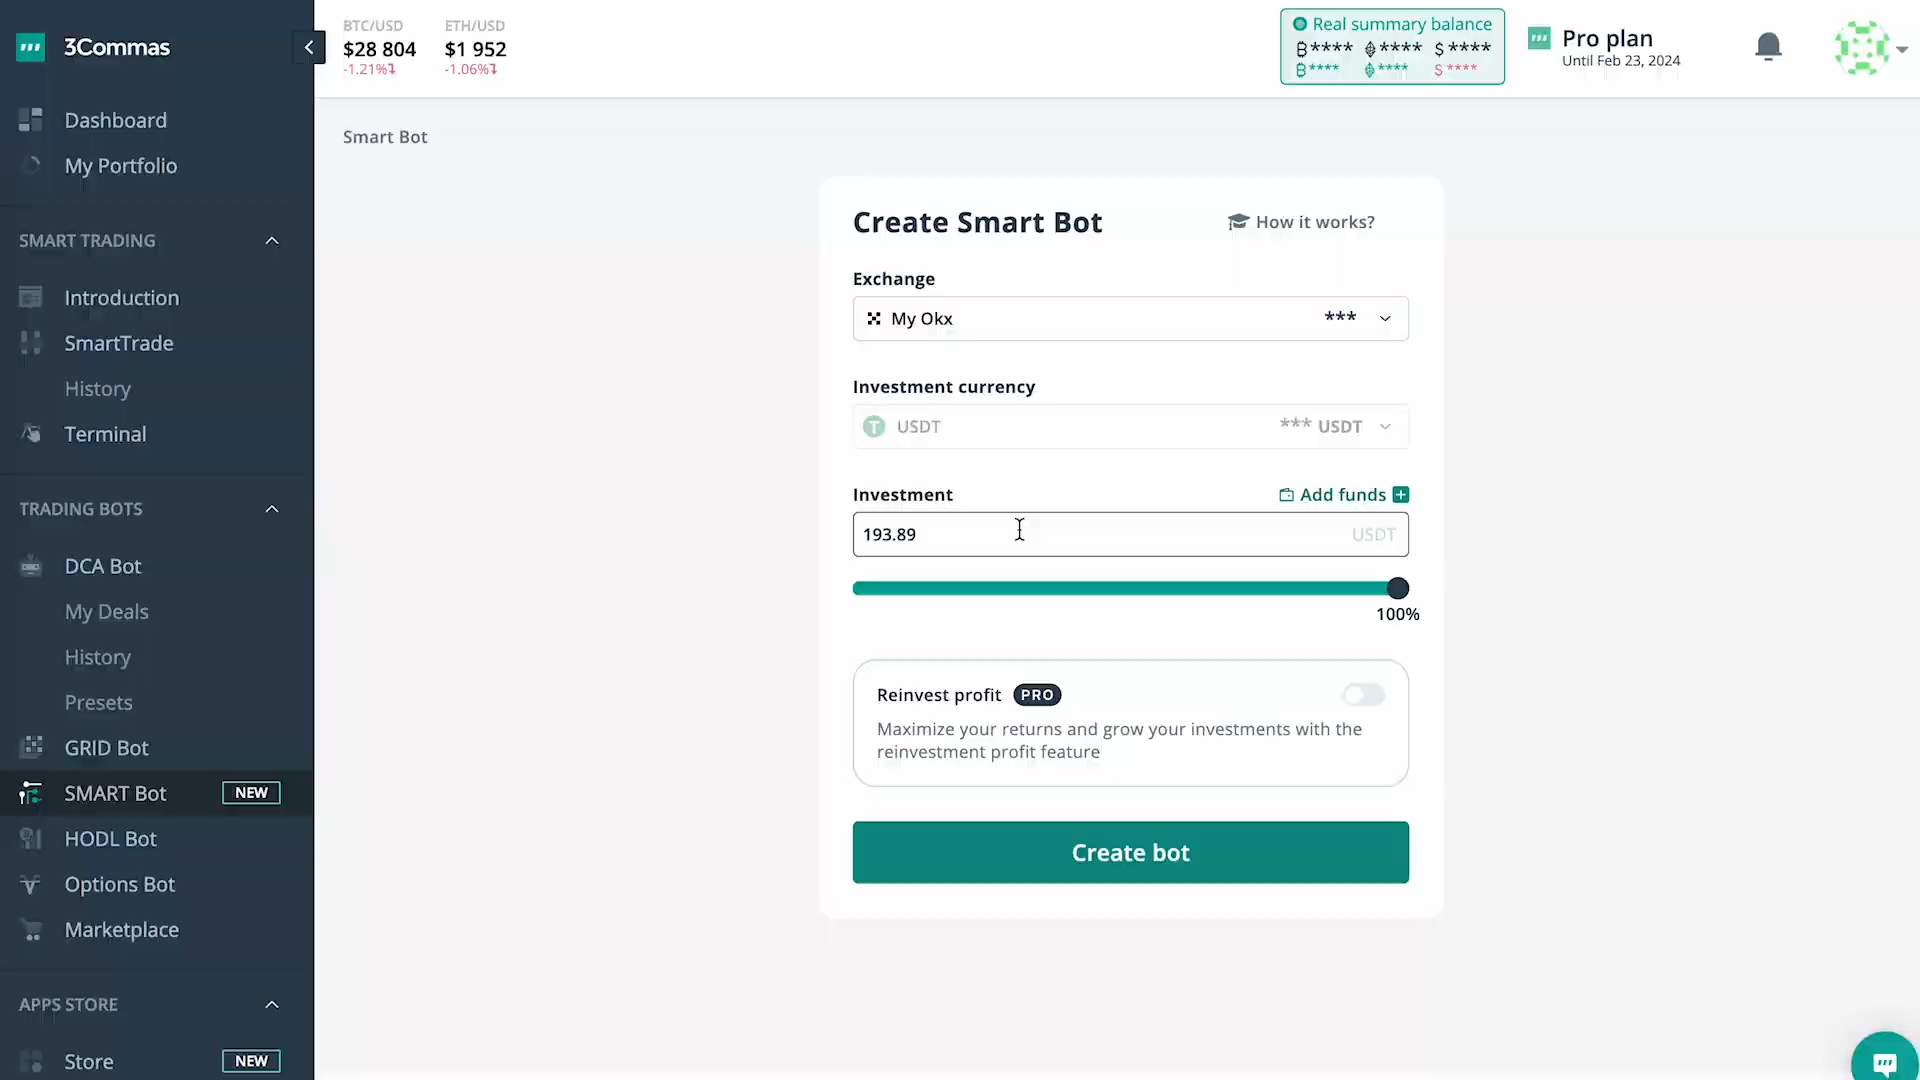 3Commas
Dashboard
My Portfolio
SMART TRADING
Introduction
SmartTrade
History
Terminal
TRADING BOTS
DCA Bot
My Deals
History
Presets
GRID Bot
SMART Bot NEW
HODL Bot
Options Bot
Marketplace
APPS STORE
Store NEW
BTC/USD
$28 804
-1.21%
ETH/USD
$1 952
-1.06%
Real summary balance
**** **** $ ****
**** **** $ ****
Pro plan
Until Feb 23, 2024
Smart Bot
Create Smart Bot
How it works?
Exchange
My Okx ***
Investment currency
USDT *** USDT
Investment
Add funds
193.89 USDT
100%
Reinvest profit PRO
Maximize your returns and grow your investments with the
reinvestment profit feature
Create bot